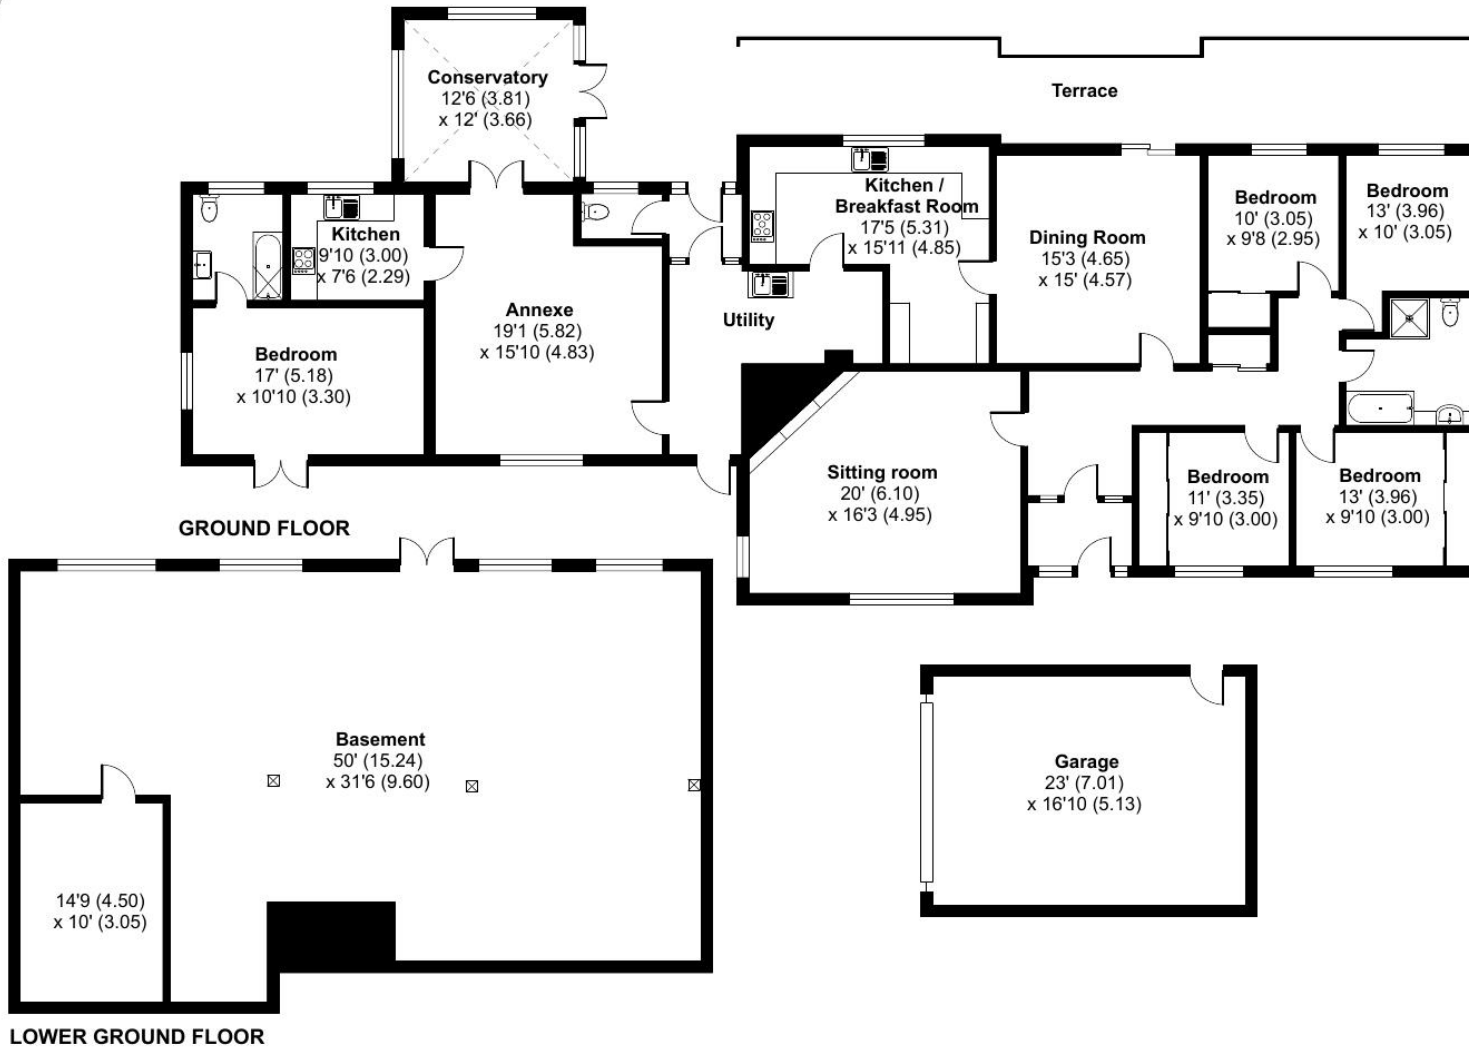 Conservatory
12'6 (3.81)
x 12' (3.66)
Terrace
Kitchen
9'10 (3.00)
x 7'6 (2.29)
Kitchen /
Breakfast Room
17'5 (5.31)
x 15'11 (4.85)
Dining Room
15'3 (4.65)
x 15' (4.57)
Bedroom
10' (3.05)
x 9'8 (2.95)
Bedroom
13' (3.96)
x 10' (3.05)
Annexe
19'1 (5.82)
x 15'10 (4.83)
Utility
Bedroom
17' (5.18)
x 10'10 (3.30)
Sitting room
20' (6.10)
x 16'3 (4.95)
Bedroom
11' (3.35)
x 9'10 (3.00)
Bedroom
13' (3.96)
x 9'10 (3.00)
GROUND FLOOR
Basement
50' (15.24)
x 31'6 (9.60)
14'9 (4.50)
x 10' (3.05)
Garage
23' (7.01)
x 16'10 (5.13)
LOWER GROUND FLOOR